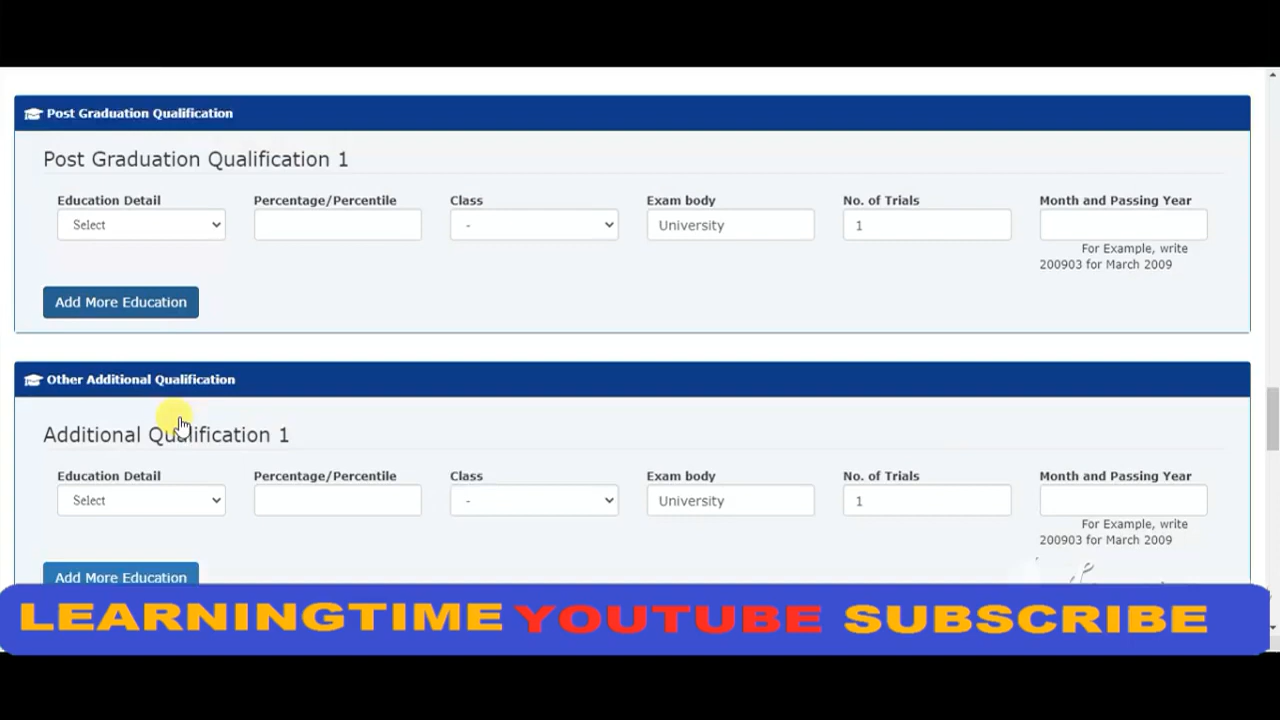 Post Graduation Qualification
Post Graduation Qualification 1
Education Detail Percentage/Percentile Class Exam body No. of Trials Month and Passing Year
Select - University 1
For Example, write
200903 for March 2009
Add More Education
Other Additional Qualification
Additional Qualification 1
Education Detail Percentage/Percentile Class Exam body No. of Trials Month and Passing Year
Select - University 1
For Example, write
200903 for March 2009
Add More Education
LEARNINGTIME YOUTUBE SUBSCRIBE